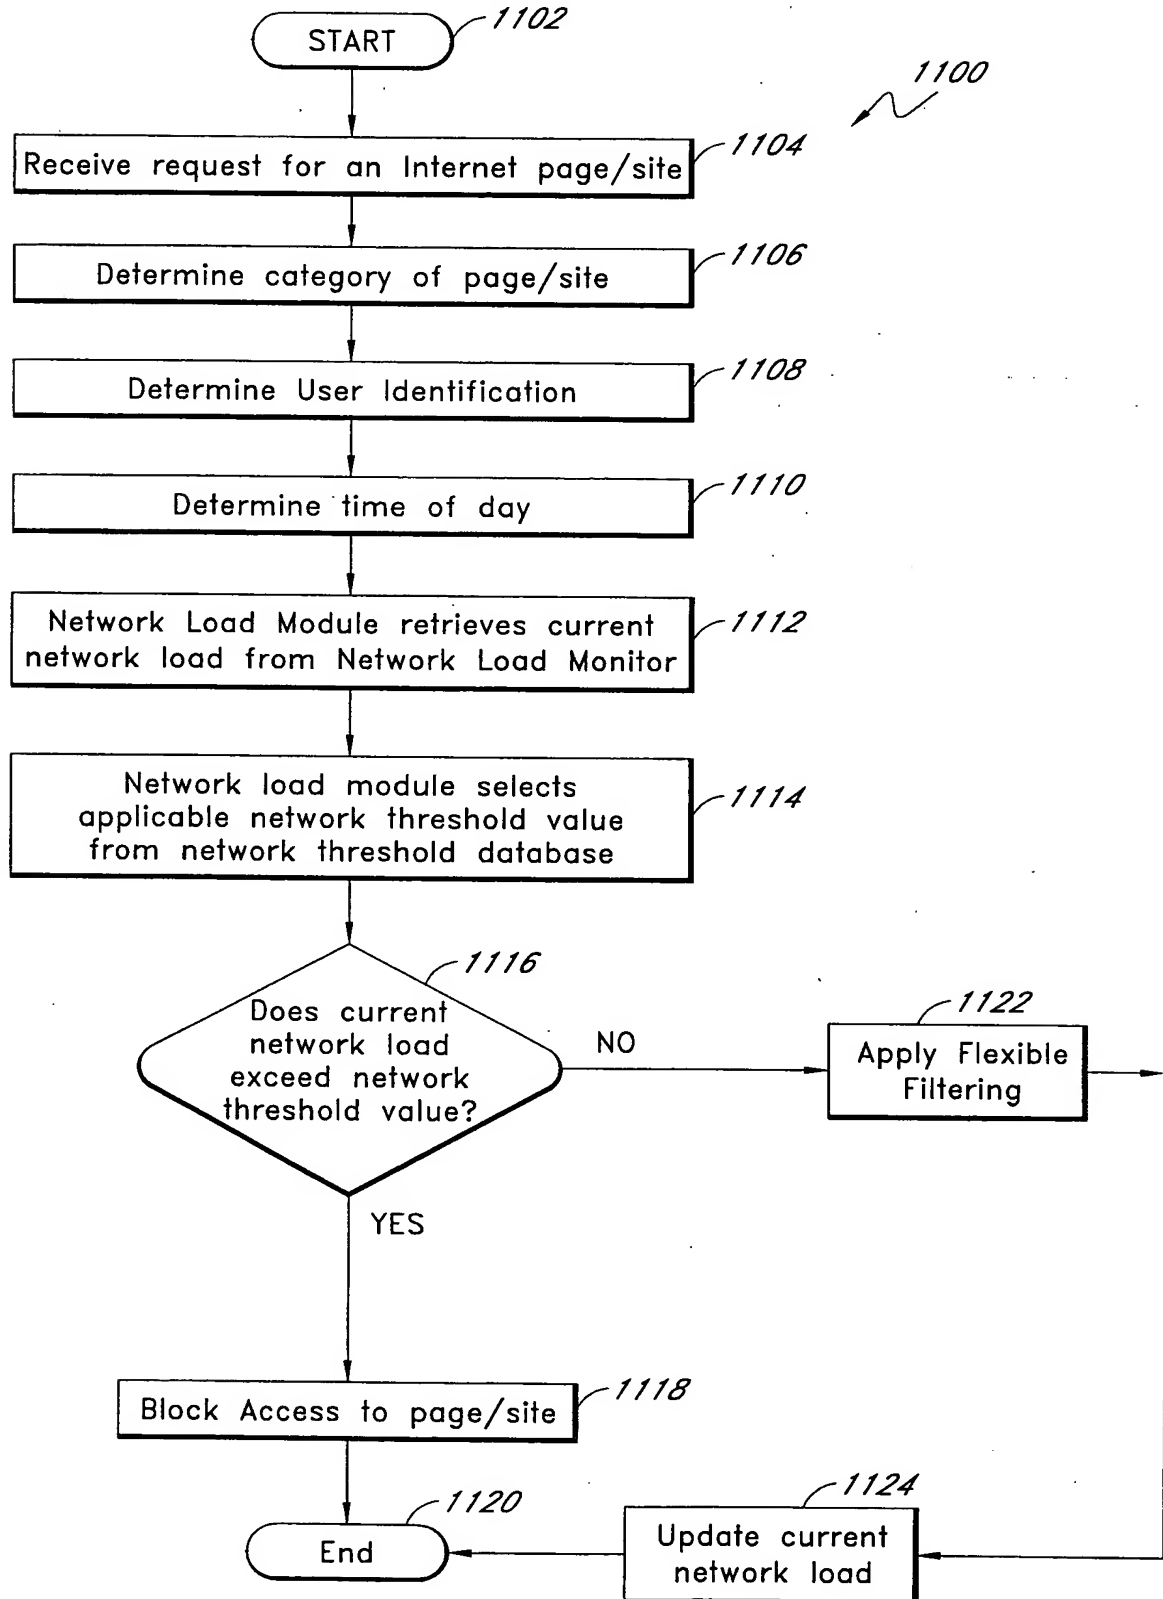 1102
START
1100
1104
Receive request for an Internet page/site
1106
Determine category of page/site
1108
Determine User Identification
1110
Determine time of day
1112
Network Load Module retrieves current
network load from Network Load Monitor
1114
Network load module selects
applicable network threshold value
from network threshold database
1116
Does current
network load
exceed network
threshold value?
NO
1122
Apply Flexible
Filtering
YES
1118
Block Access to page/site
1120
End
1124
Update current
network load